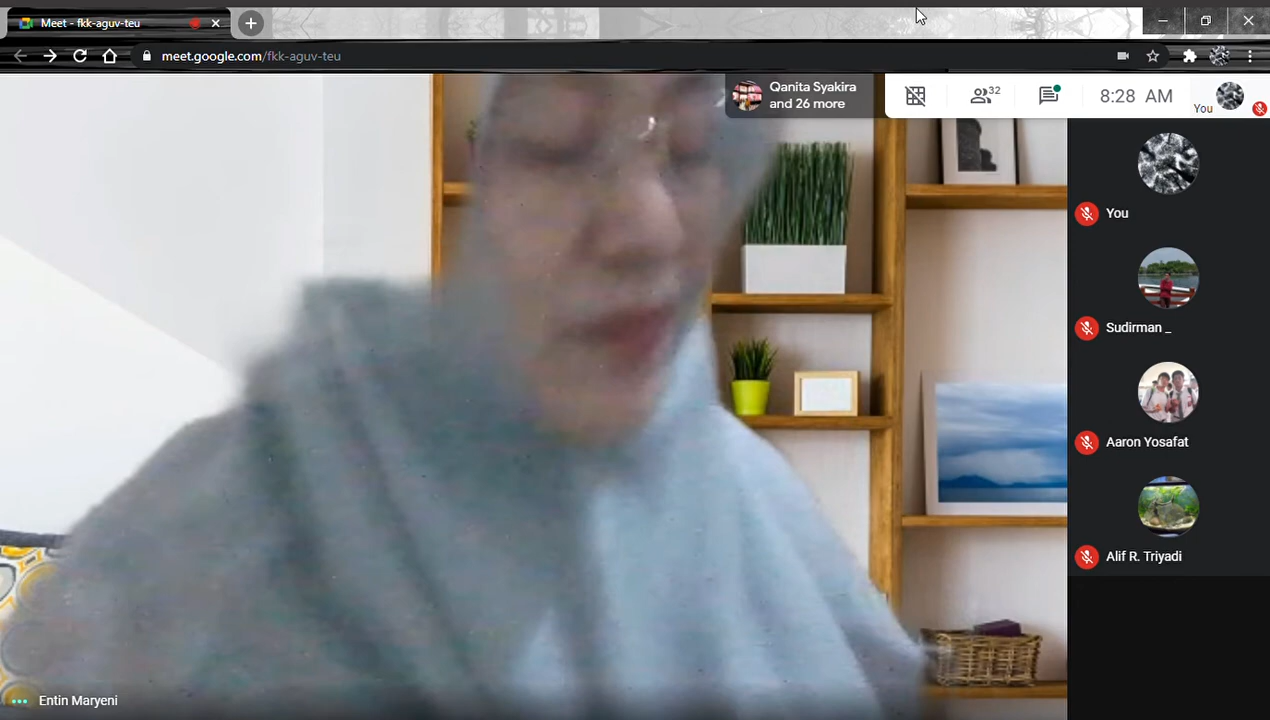 Meet - fkk-aguv-teu
meet.google.com/fkk-aguv-teu
Qanita Syakira
and 26 more
32
8:28 AM
You
You
Sudirman _
Aaron Yosafat
Alif R. Triyadi
Entin Maryeni